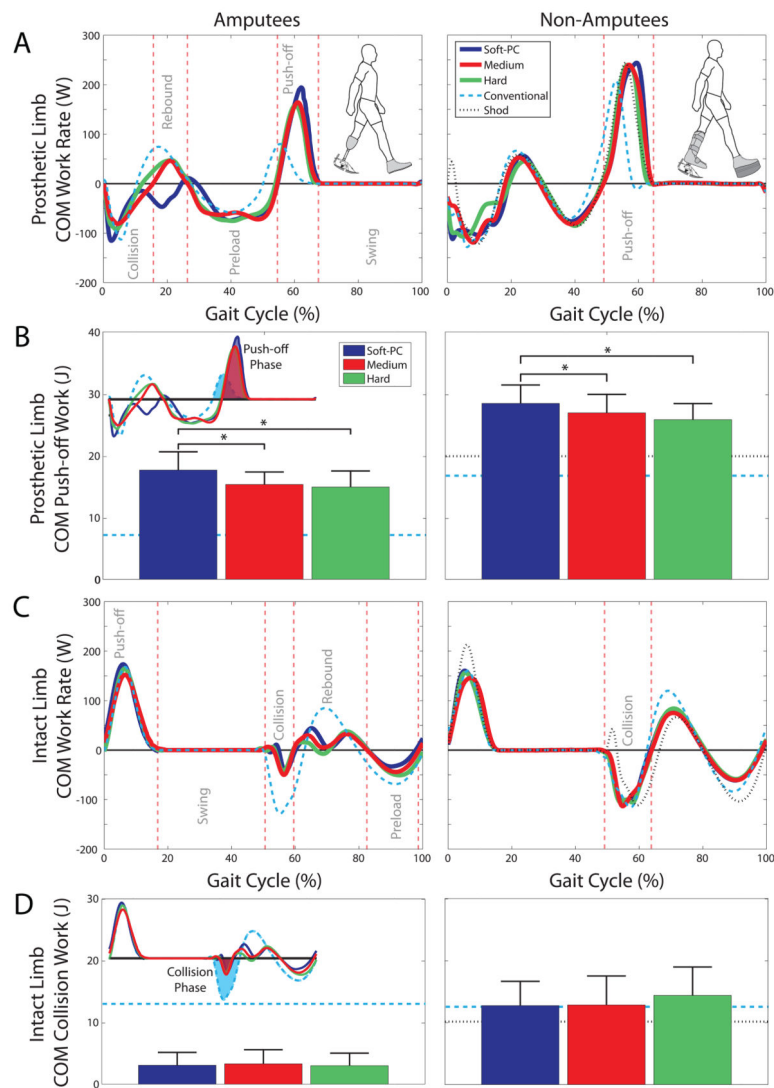 Amputees
Non-Amputees
A
Prosthetic Limb
COM Work Rate (W)
300
200
100
0
-100
-200
Rebound
Push-off
Collision
Preload
Swing
0
20
40
60
80
100
Gait Cycle (%)
Soft-PC
Medium
Hard
Conventional
Shod
Push-off
0
20
40
60
80
100
Gait Cycle (%)
B
Prosthetic Limb
COM Push-off Work (J)
40
30
20
10
0
Push-off
Phase
Soft-PC
Medium
Hard
*
*
*
*
C
Intact Limb
COM Work Rate (W)
300
200
100
0
-100
-200
Push-off
Swing
Collision
Rebound
Preload
0
20
40
60
80
100
Gait Cycle (%)
Collision
0
20
40
60
80
100
Gait Cycle (%)
D
Intact Limb
COM Collision Work (J)
30
20
10
0
Collision
Phase